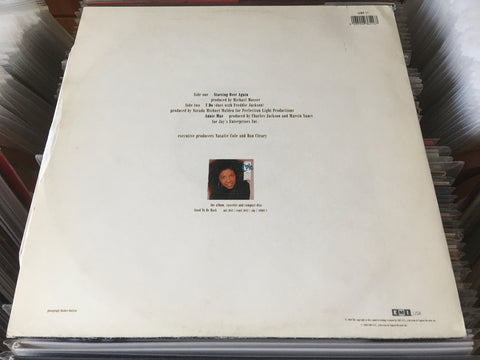 Side one Starting Over Again
produced by Michael Masser
Side two I Do (duet with Freddie Jackson)
produced by Narada Michael Walden for Perfection Light Productions
Annie Mae produced by Charles Jackson and Marvin Yancy
for Jay's Enterprises Inc.
executive producers Natalie Cole and Dan Cleary
the album, cassette and compact disc
Good To Be Back
EMI USA